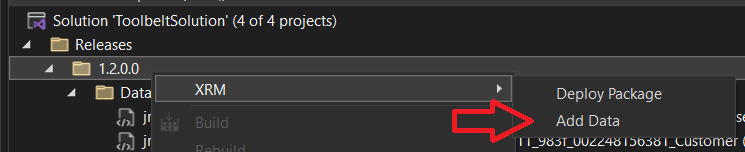 Solution 'ToolbeltSolution' (4 of 4 projects)
Releases
1.2.0.0
XRM
Deploy Package
Data
Add Data
Build
11_983f_002248156381_Customer
Rebuild